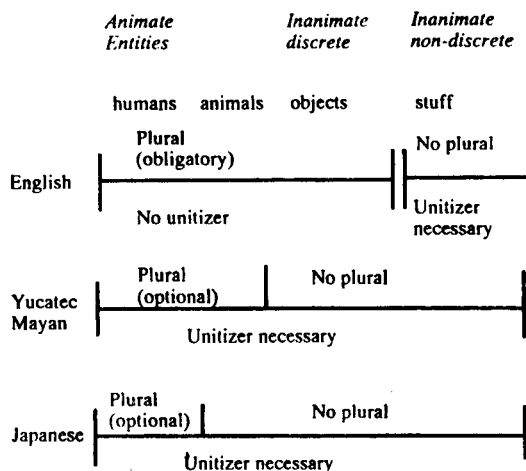 Animate Inanimate Inanimate
Entities discrete non-discrete
humans animals objects stuff
Plural
(obligatory) No plural
English
No unitizer Unitizer
necessary
Plural No plural
(optional)
Yucatec
Mayan
Unitizer necessary
Plural No plural
(optional)
Japanese
Unitizer necessary